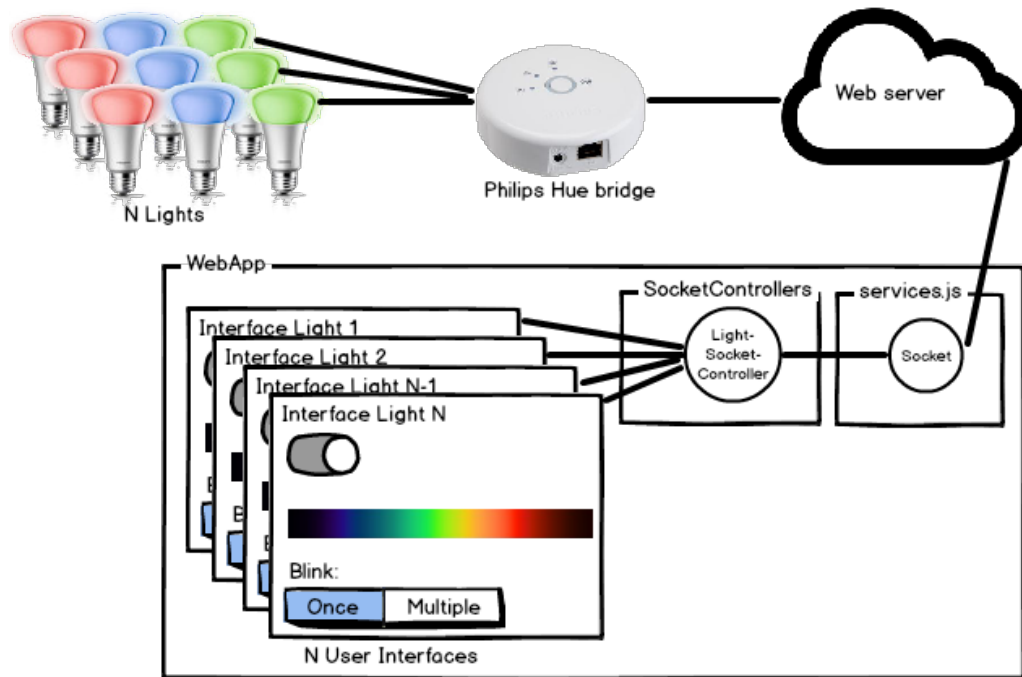 Web server
Philips Hue bridge
N Lights
WebApp
SocketControllers
services.js
Interface Light 1
Light-
Socket-
Controller
Socket
Interface Light 2
Interface Light N-1
Interface Light N
B
B
B
Blink:
Once
Multiple
N User Interfaces